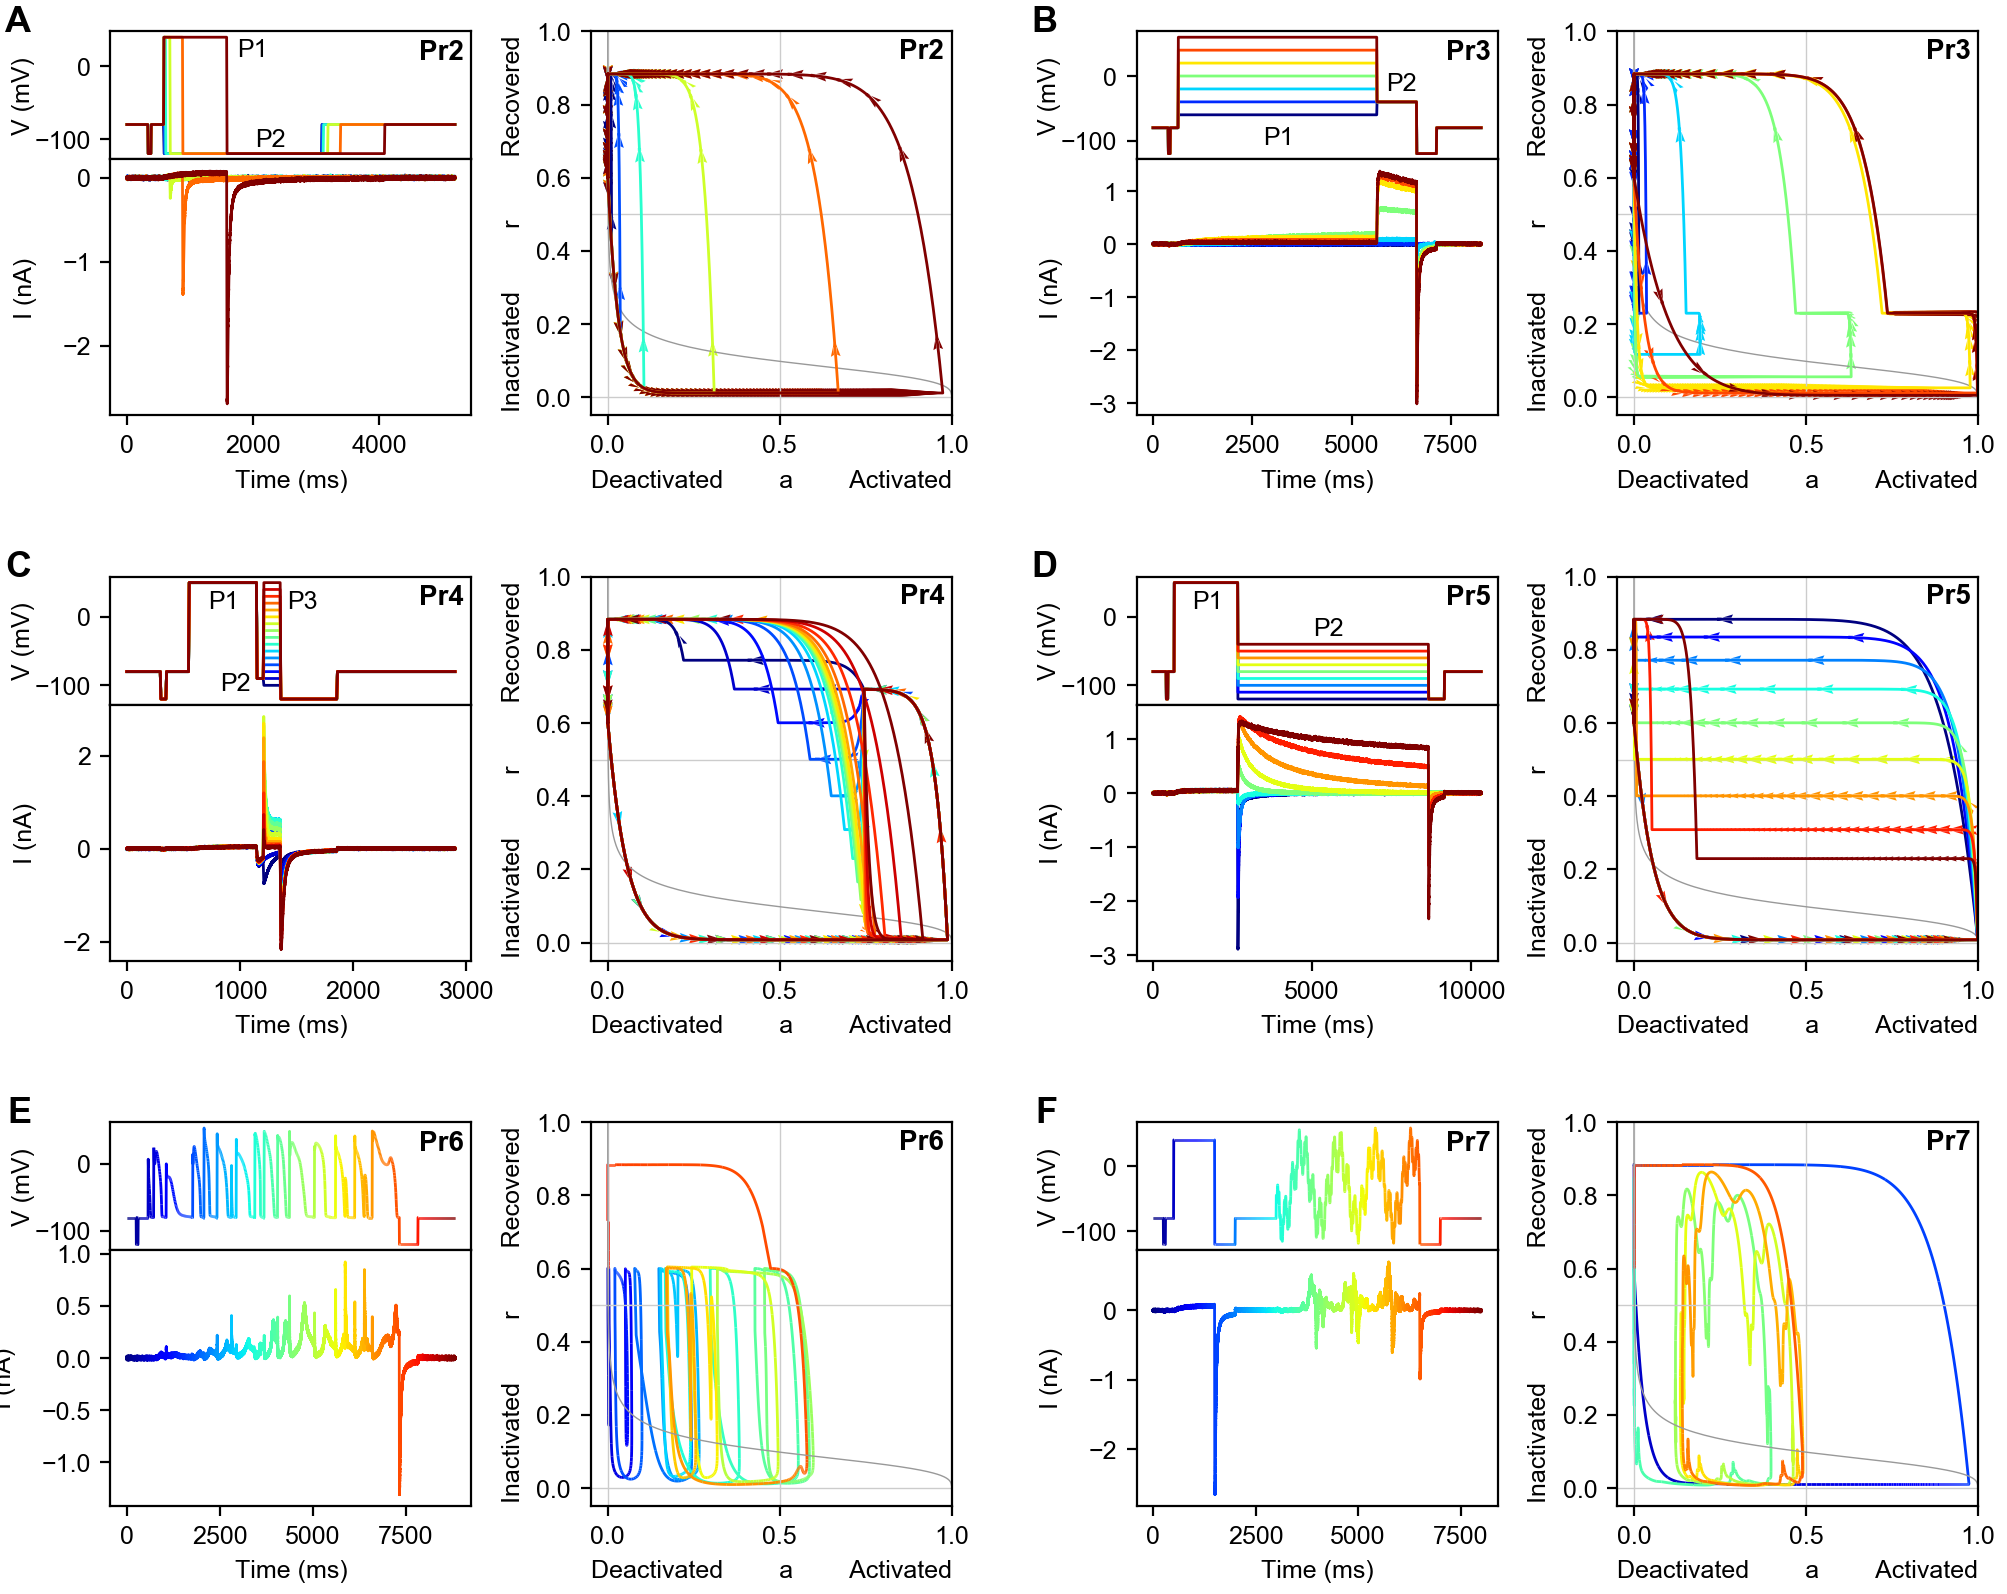 A
V (mV)
0
−100
P1
P2
Pr2
I (nA)
0
−1
−2
0
2000
4000
Time (ms)
Pr2
1.0
0.8
0.6
0.4
0.2
0.0
Recovered
r
Inactivated
0.0
0.5
1.0
Deactivated
a
Activated
B
V (mV)
0
−100
P1
P2
Pr3
I (nA)
1
0
−1
−2
−3
0
2500
5000
7500
Time (ms)
Pr3
1.0
0.8
0.6
0.4
0.2
0.0
Recovered
r
Inactivated
0.0
0.5
1.0
Deactivated
a
Activated
C
V (mV)
0
−100
P1
P2
P3
Pr4
I (nA)
2
0
−2
0
1000
2000
3000
Time (ms)
Pr4
1.0
0.8
0.6
0.4
0.2
0.0
Recovered
r
Inactivated
0.0
0.5
1.0
Deactivated
a
Activated
D
V (mV)
0
−100
P1
P2
Pr5
I (nA)
1
0
−1
−2
−3
0
5000
10000
Time (ms)
Pr5
1.0
0.8
0.6
0.4
0.2
0.0
Recovered
r
Inactivated
0.0
0.5
1.0
Deactivated
a
Activated
E
V (mV)
0
−100
Pr6
I (nA)
1.0
0.5
0.0
−0.5
−1.0
0
2500
5000
7500
Time (ms)
Pr6
1.0
0.8
0.6
0.4
0.2
0.0
Recovered
r
Inactivated
0.0
0.5
1.0
Deactivated
a
Activated
F
V (mV)
0
−100
Pr7
I (nA)
0
−1
−2
0
2500
5000
7500
Time (ms)
Pr7
1.0
0.8
0.6
0.4
0.2
0.0
Recovered
r
Inactivated
0.0
0.5
1.0
Deactivated
a
Activated